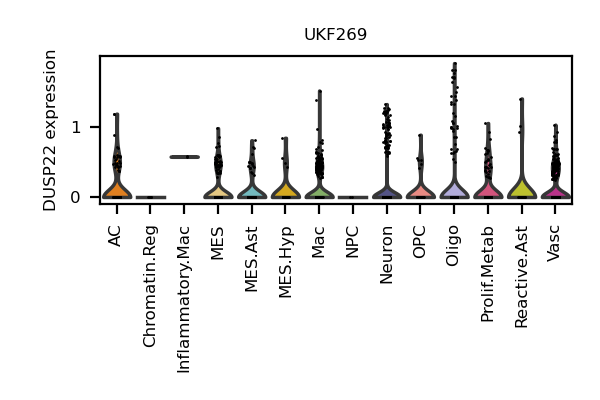 UKF269
DUSP22 expression
1
0
AC
Chromatin.Reg
Inflammatory.Mac
MES
MES.Ast
MES.Hyp
Mac
NPC
Neuron
OPC
Oligo
Prolif.Metab
Reactive.Ast
Vasc